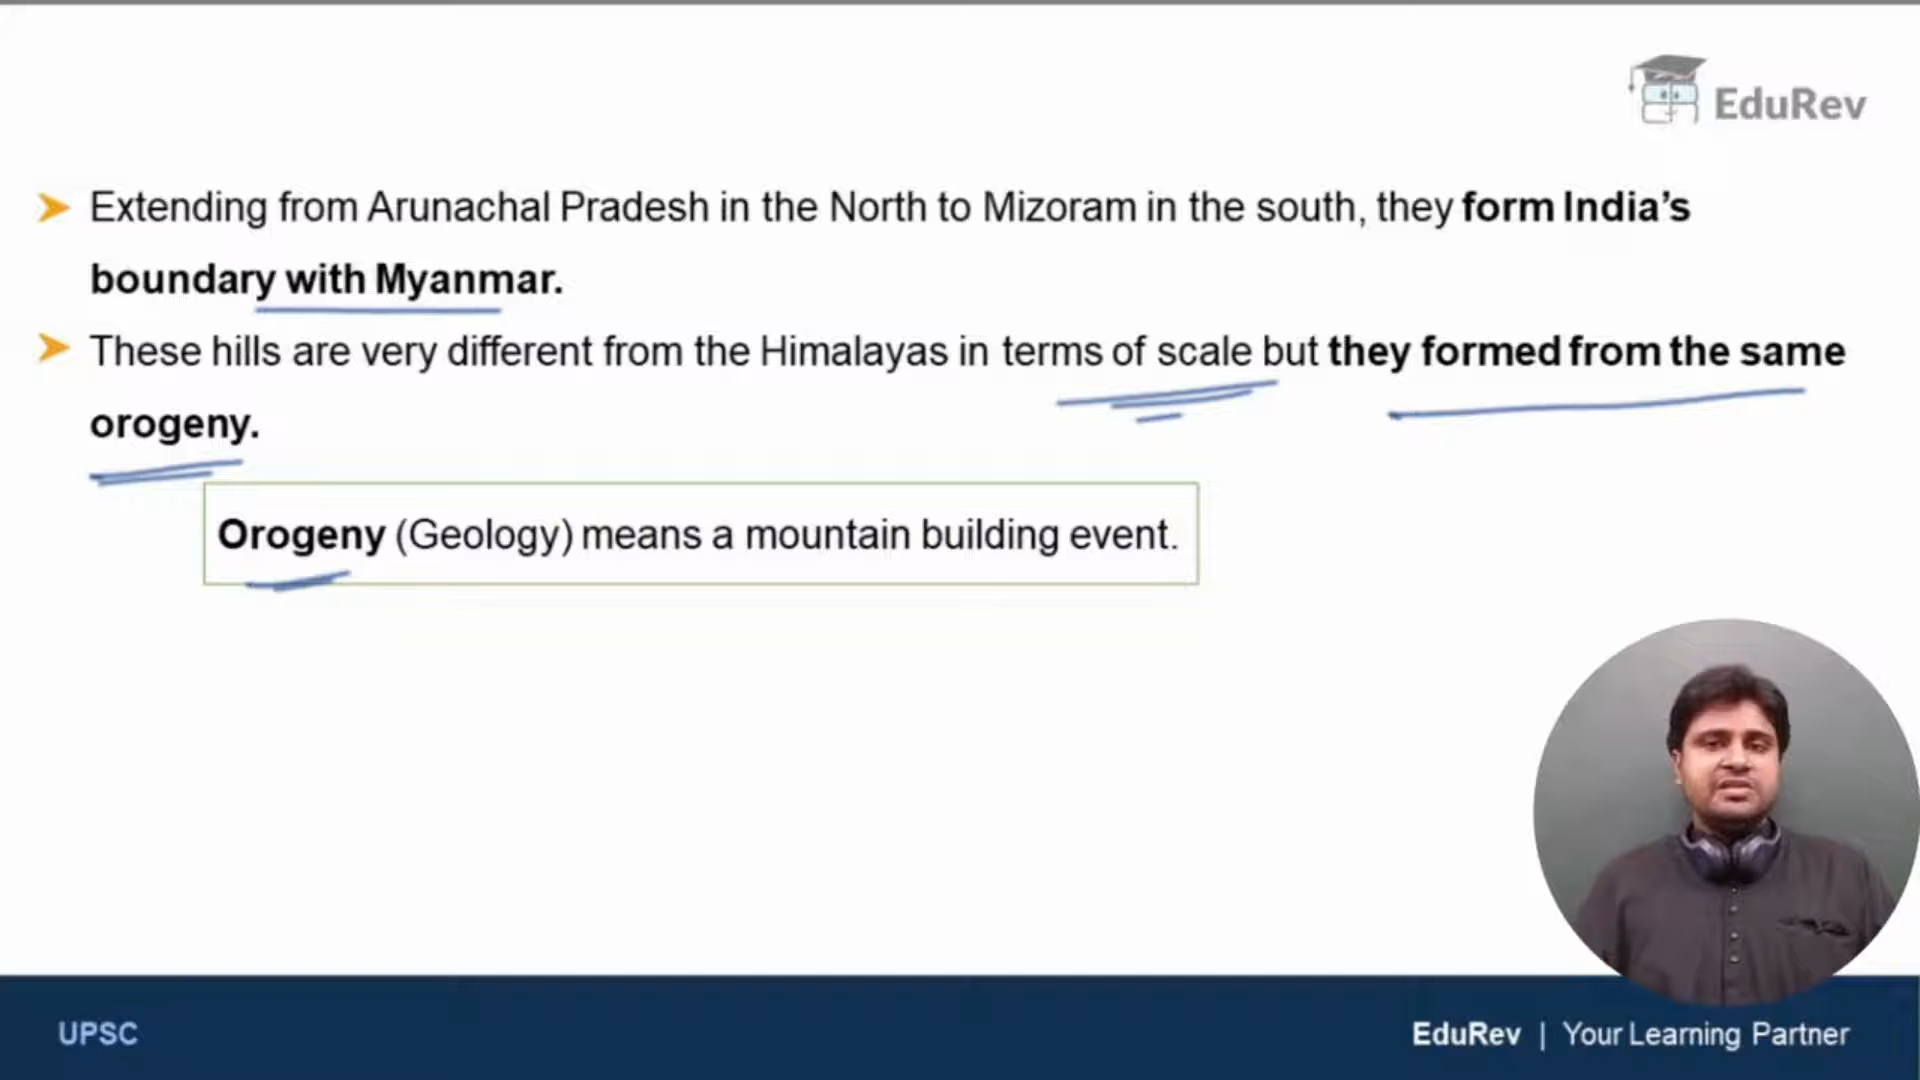 EduRev
➤ Extending from Arunachal Pradesh in the North to Mizoram in the south, they form India’s
boundary with Myanmar.
➤ These hills are very different from the Himalayas in terms of scale but they formed from the same
orogeny.
Orogeny (Geology) means a mountain building event.
UPSC
EduRev | Your Learning Partner